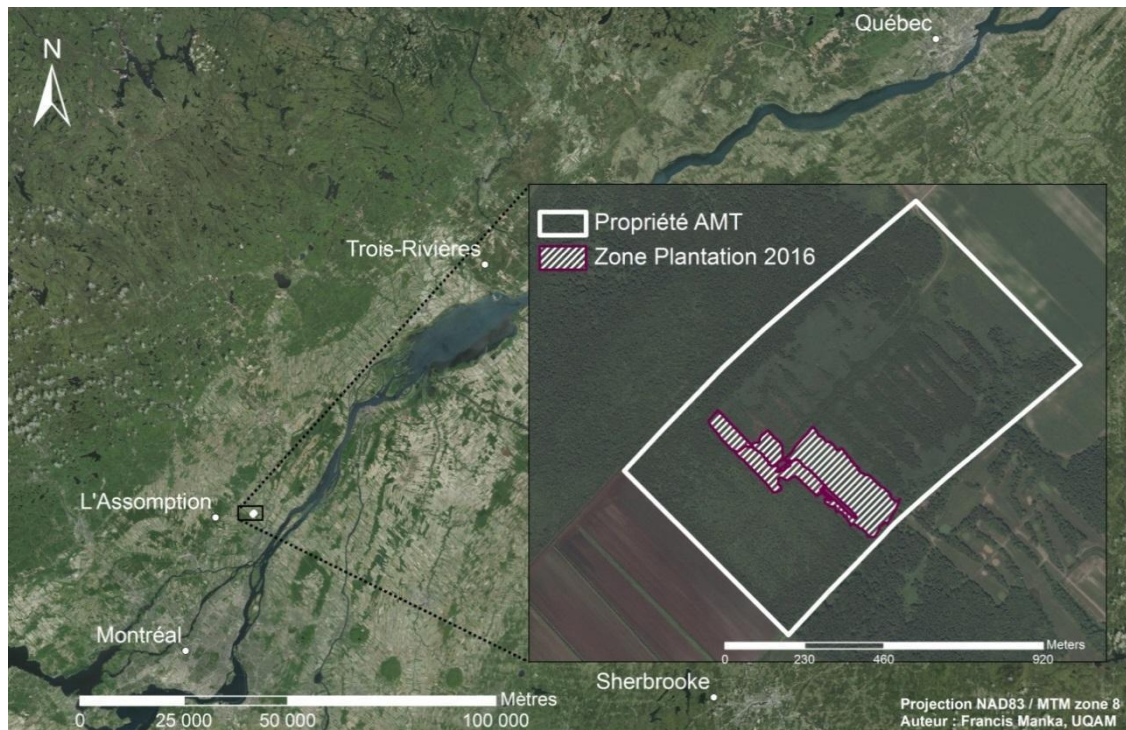 N
Québec
Propriété AMT
Zone Plantation 2016
Trois-Rivières
L'Assomption
Montréal
Sherbrooke
Meters
0 230 460 920
Mètres
0 25 000 50 000 100 000
Projection NAD83 / MTM zone 8
Auteur : Francis Manka, UQAM